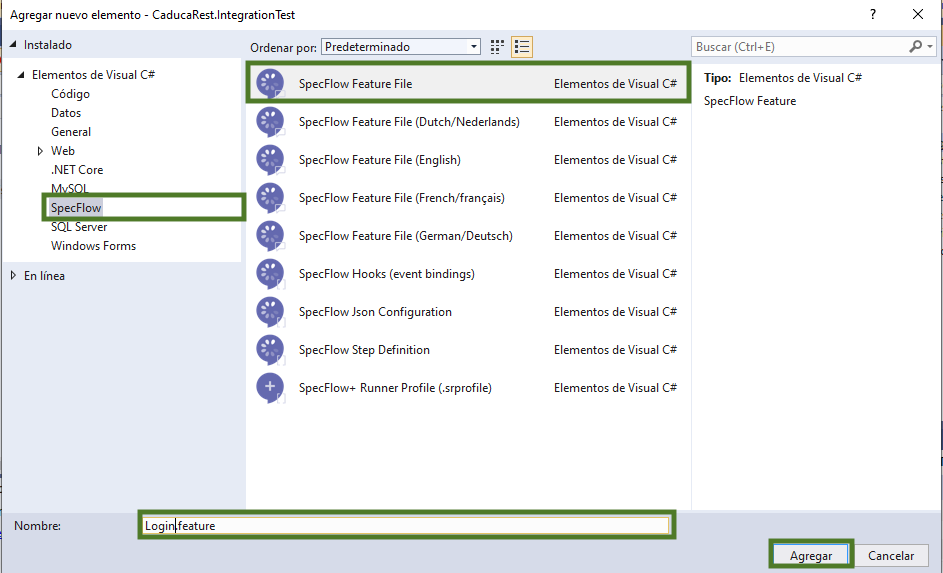 Agregar nuevo elemento - CaducaRest.IntegrationTest
Instalado
Ordenar por: Predeterminado
Buscar (Ctrl+E)
Elementos de Visual C#
Código
Datos
General
Web
.NET Core
MySQL
SpecFlow
SQL Server
Windows Forms
En línea
SpecFlow Feature File Elementos de Visual C#
SpecFlow Feature File (Dutch/Nederlands) Elementos de Visual C#
SpecFlow Feature File (English) Elementos de Visual C#
SpecFlow Feature File (French/français) Elementos de Visual C#
SpecFlow Feature File (German/Deutsch) Elementos de Visual C#
SpecFlow Hooks (event bindings) Elementos de Visual C#
SpecFlow Json Configuration Elementos de Visual C#
SpecFlow Step Definition Elementos de Visual C#
SpecFlow+ Runner Profile (.srprofile) Elementos de Visual C#
Tipo: Elementos de Visual C#
SpecFlow Feature
Nombre: Login.feature
Agregar Cancelar